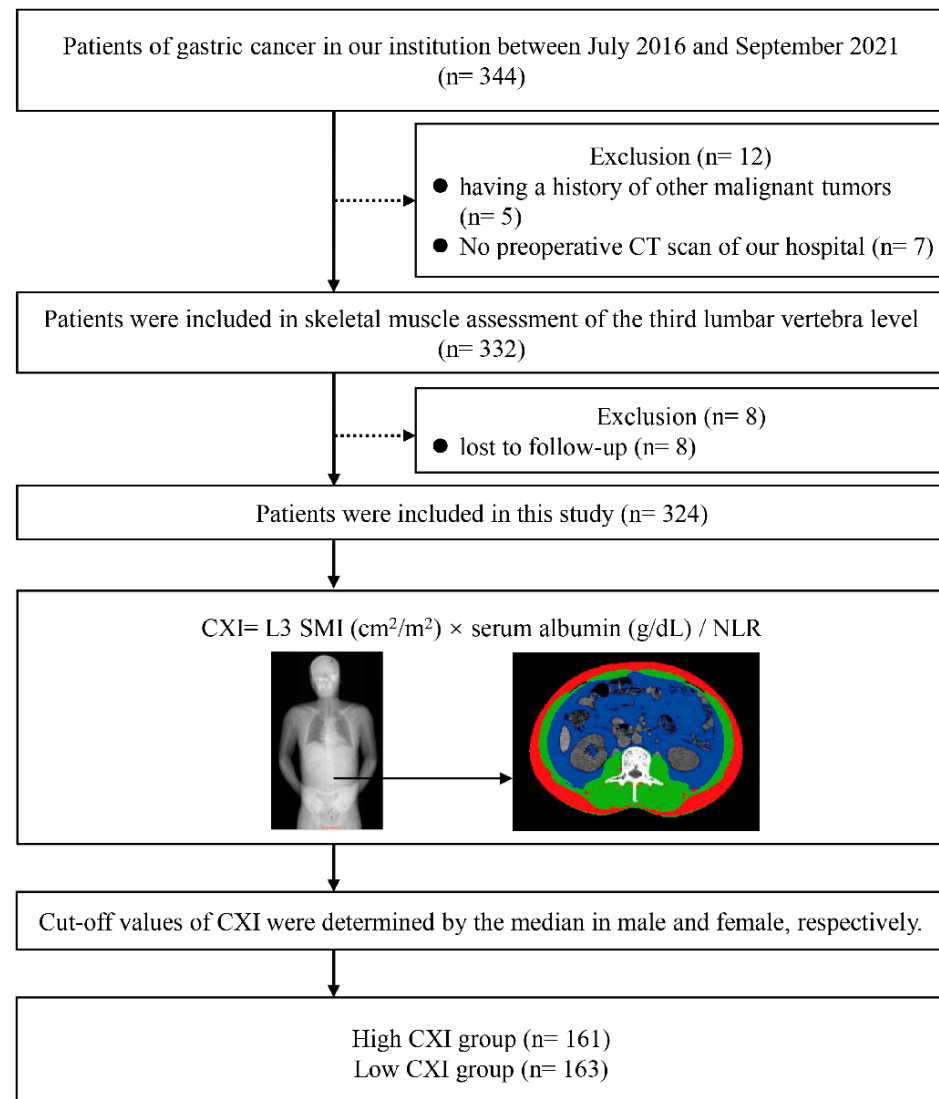 Patients of gastric cancer in our institution between July 2016 and September 2021
(n= 344)
Exclusion (n= 12)
● having a history of other malignant tumors
(n= 5)
● No preoperative CT scan of our hospital (n= 7)
Patients were included in skeletal muscle assessment of the third lumbar vertebra level
(n= 332)
Exclusion (n= 8)
● lost to follow-up (n= 8)
Patients were included in this study (n= 324)
CXI= L3 SMI (cm²/m²) × serum albumin (g/dL) / NLR
Cut-off values of CXI were determined by the median in male and female, respectively.
High CXI group (n= 161)
Low CXI group (n= 163)